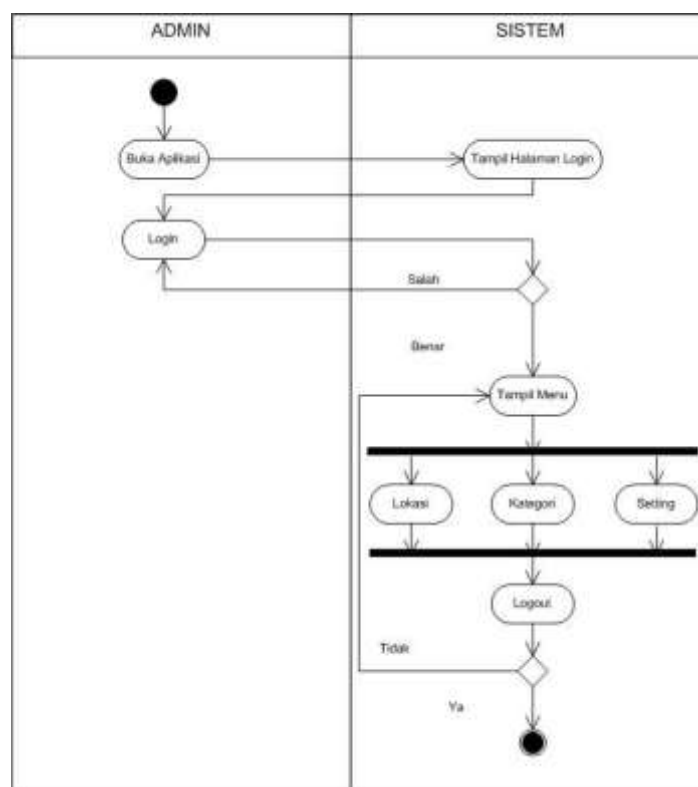 ADMIN
SISTEM
Buka Aplikasi
Tampil Halaman Login
Login
Salah
Benar
Tampil Menu
Lokasi
Kategori
Setting
Logout
Tidak
Ya